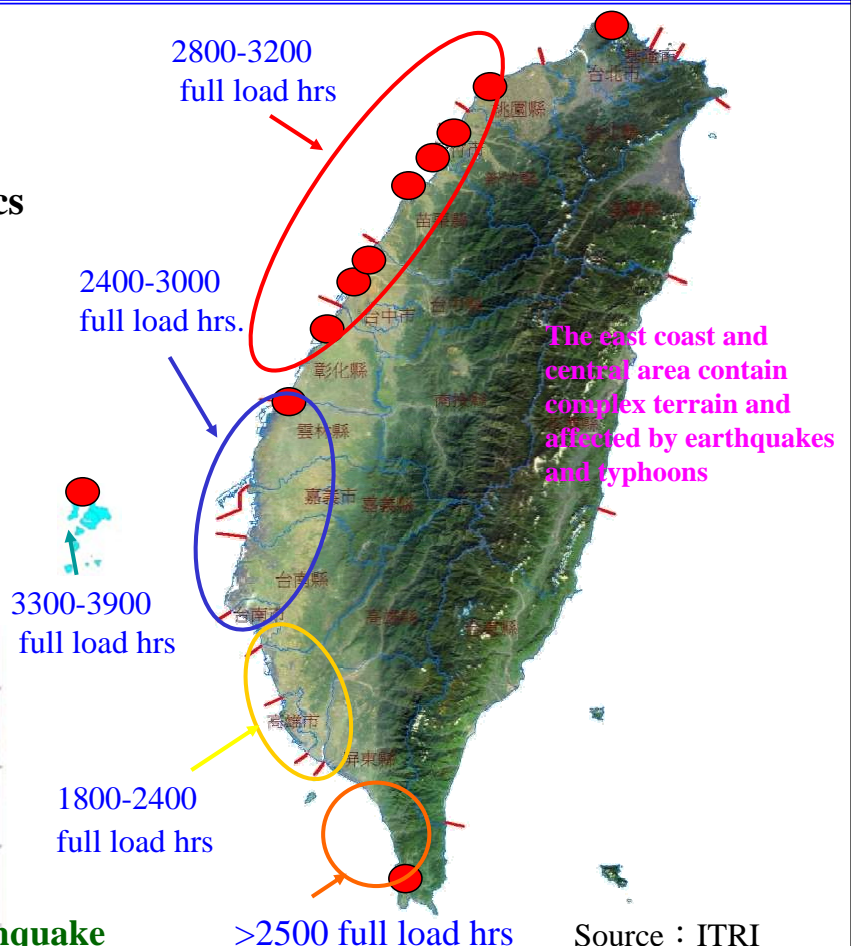 2800-3200
full load hrs
cs
2400-3000
full load hrs.
The east coast and
central area contain
complex terrain and
affected by earthquakes
and typhoons
台北市
桃園縣
苗栗縣
台中市
彰化縣
南投縣
雲林縣
嘉義市
嘉義縣
台南縣
台南市
高雄市
屏東縣
3300-3900
full load hrs
1800-2400
full load hrs
hquake
>2500 full load hrs
Source：ITRI